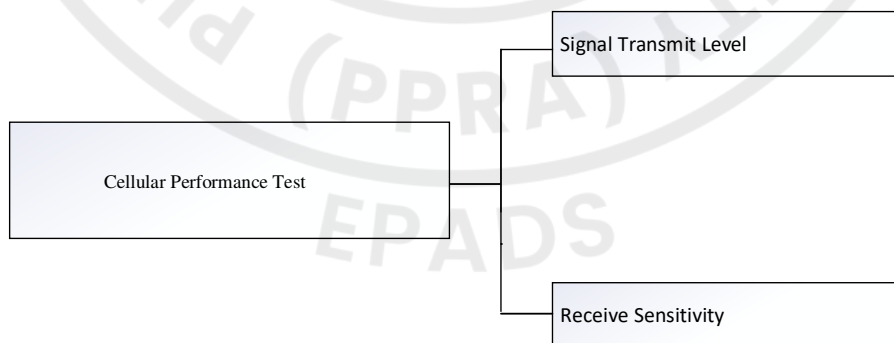 Signal Transmit Level
Cellular Performance Test
Receive Sensitivity
(PPRA)
EPADS